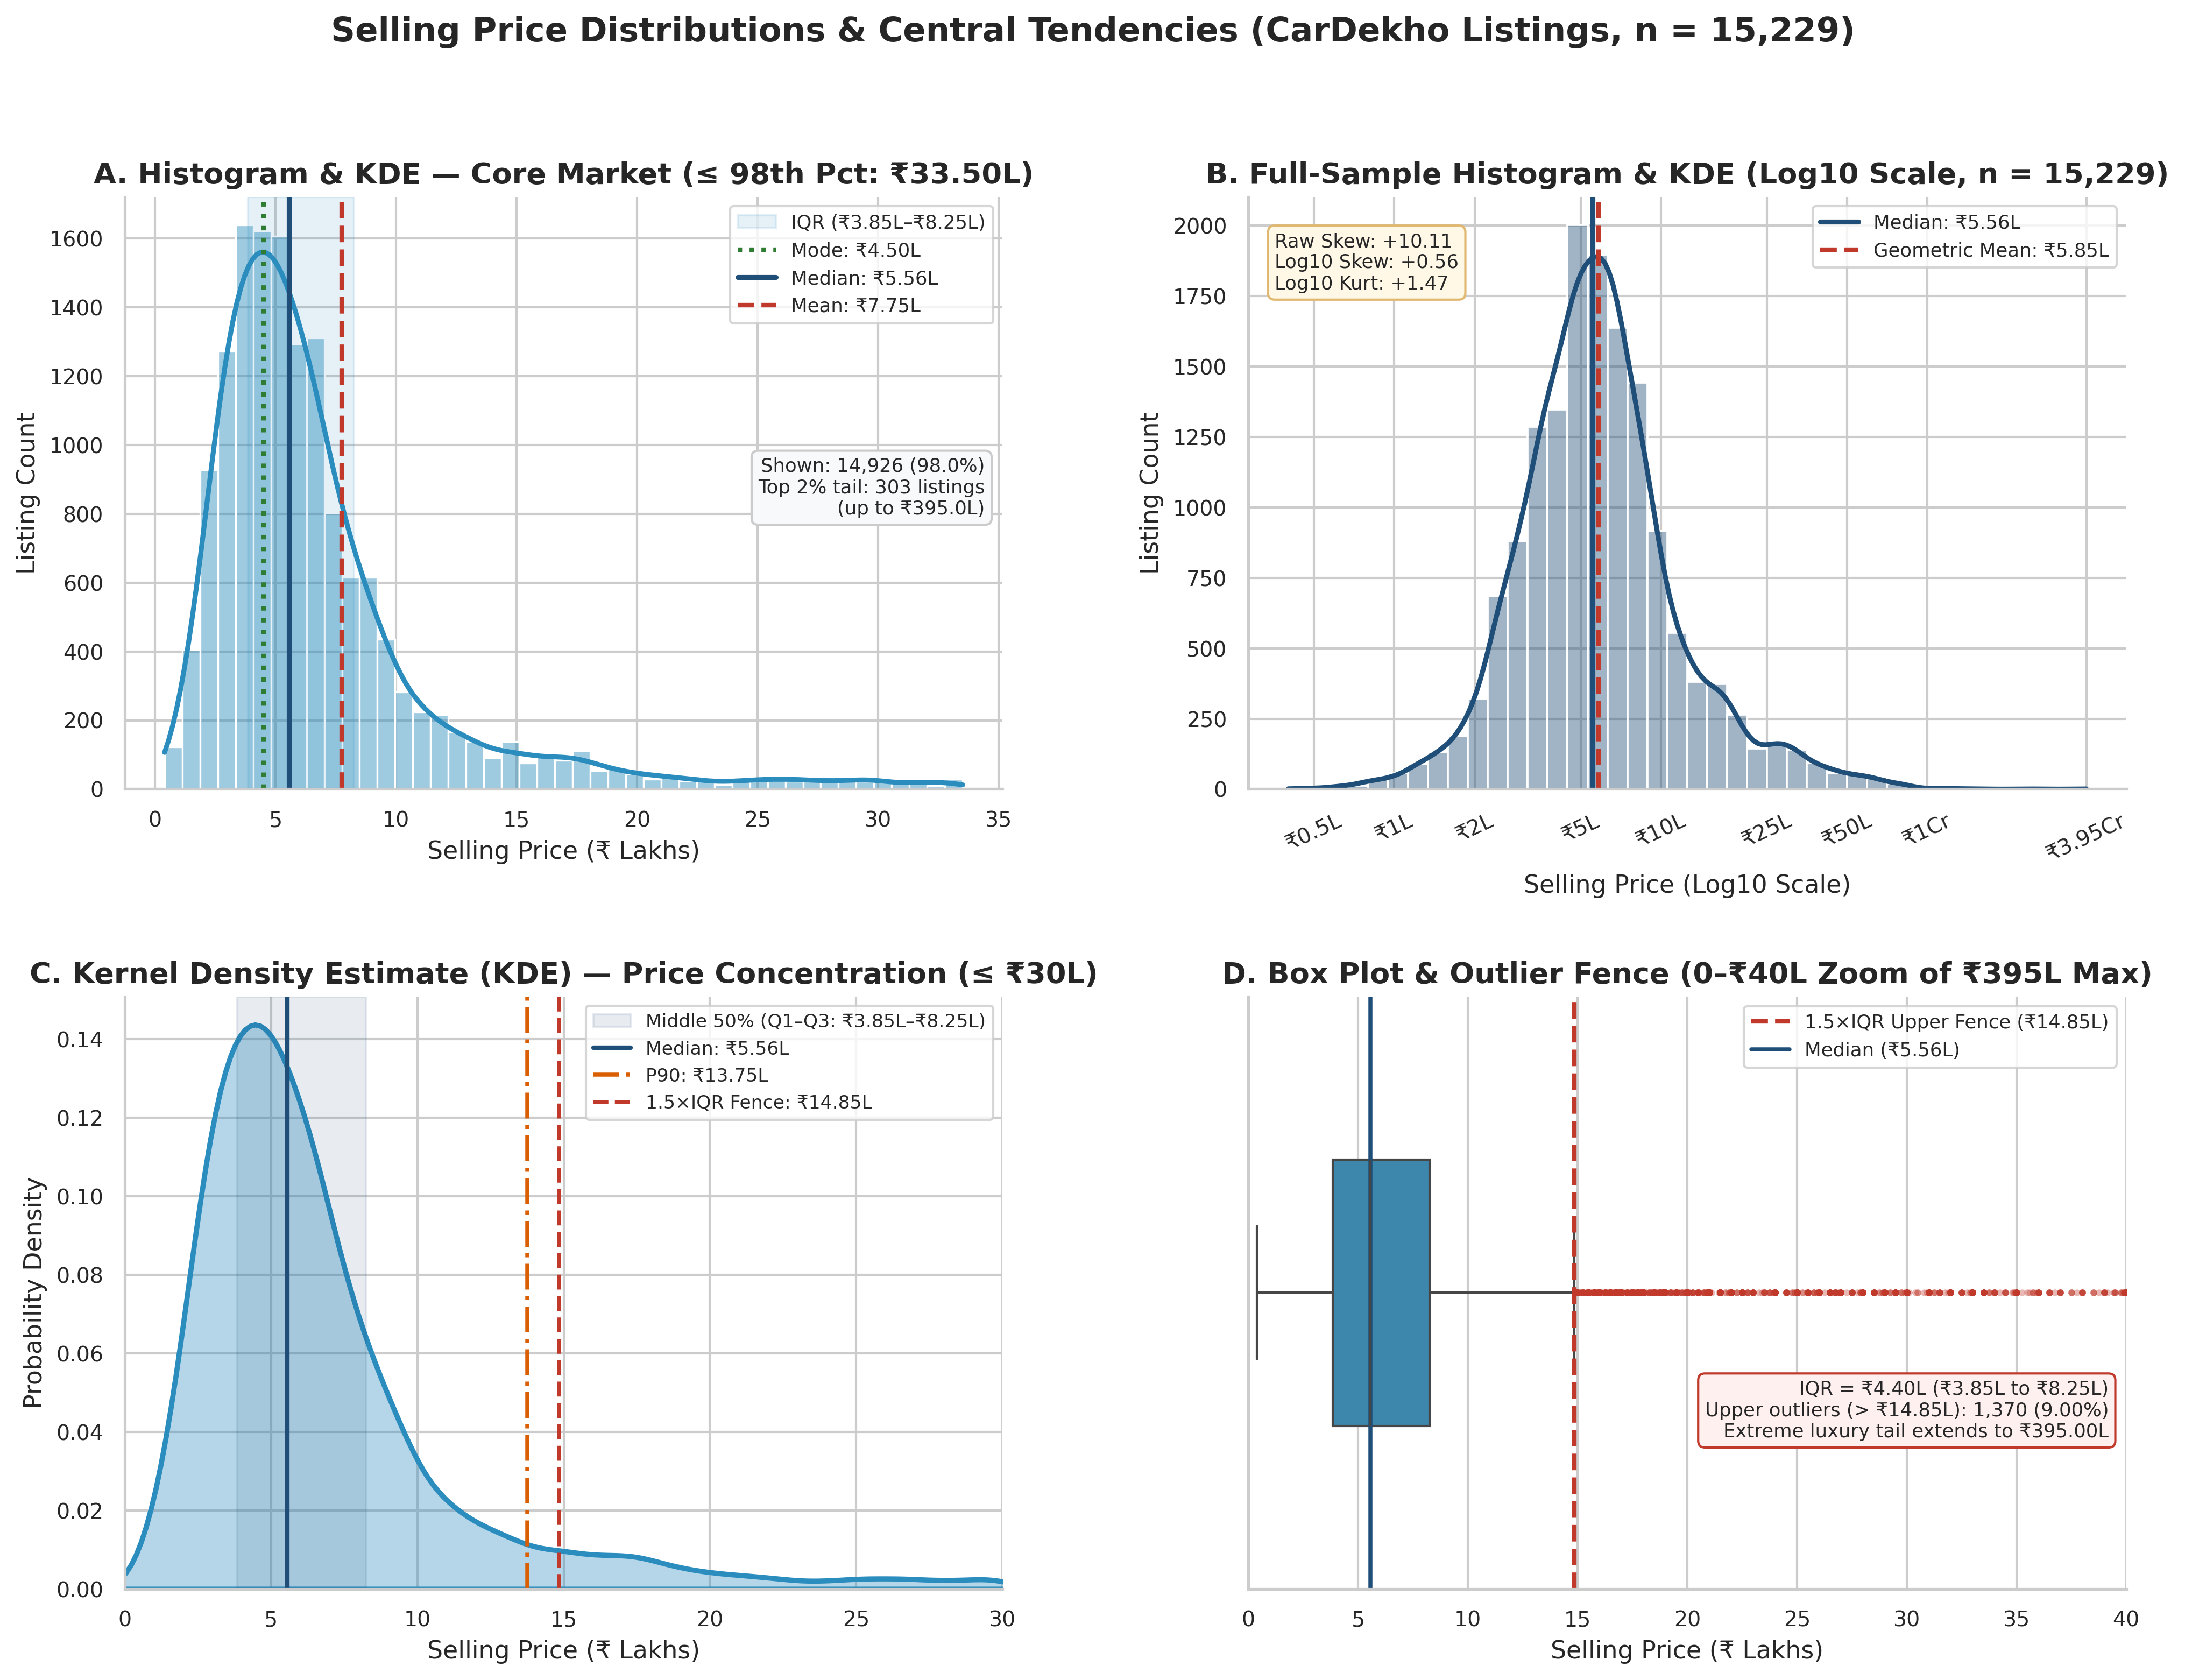 Selling Price Distributions & Central Tendencies (CarDekho Listings, n = 15,229)
A. Histogram & KDE — Core Market (≤ 98th Pct: ₹33.50L)
IQR (₹3.85L–₹8.25L)
Mode: ₹4.50L
Median: ₹5.56L
Mean: ₹7.75L
Shown: 14,926 (98.0%)
Top 2% tail: 303 listings
(up to ₹395.0L)
Listing Count
1600
1400
1200
1000
800
600
400
200
0
0 5 10 15 20 25 30 35
Selling Price (₹ Lakhs)
B. Full-Sample Histogram & KDE (Log10 Scale, n = 15,229)
Raw Skew: +10.11
Log10 Skew: +0.56
Log10 Kurt: +1.47
Median: ₹5.56L
Geometric Mean: ₹5.85L
Listing Count
2000
1750
1500
1250
1000
750
500
250
0
₹0.5L ₹1L ₹2L ₹5L ₹10L ₹25L ₹50L ₹1Cr ₹3.95Cr
Selling Price (Log10 Scale)
C. Kernel Density Estimate (KDE) — Price Concentration (≤ ₹30L)
Middle 50% (Q1–Q3: ₹3.85L–₹8.25L)
Median: ₹5.56L
P90: ₹13.75L
1.5×IQR Fence: ₹14.85L
Probability Density
0.14
0.12
0.10
0.08
0.06
0.04
0.02
0.00
0 5 10 15 20 25 30
Selling Price (₹ Lakhs)
D. Box Plot & Outlier Fence (0–₹40L Zoom of ₹395L Max)
1.5×IQR Upper Fence (₹14.85L)
Median (₹5.56L)
IQR = ₹4.40L (₹3.85L to ₹8.25L)
Upper outliers (> ₹14.85L): 1,370 (9.00%)
Extreme luxury tail extends to ₹395.00L
0 5 10 15 20 25 30 35 40
Selling Price (₹ Lakhs)